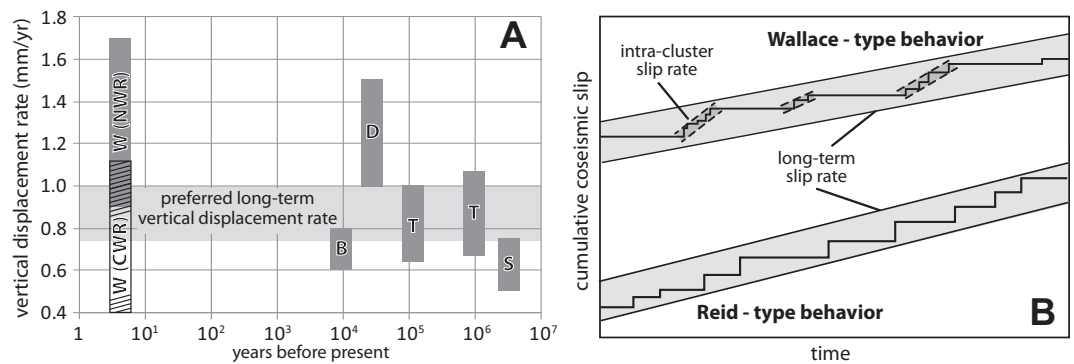 A
vertical displacement rate (mm/yr)
1.8
1.6
1.4
1.2
1.0
0.8
0.6
0.4
W (NWR)
W (CWR)
preferred long-term
vertical displacement rate
B
D
T
T
S
1 10¹ 10² 10³ 10⁴ 10⁵ 10⁶ 10⁷
years before present
cumulative coseismic slip
Wallace - type behavior
intra-cluster
slip rate
long-term
slip rate
Reid - type behavior
B
time